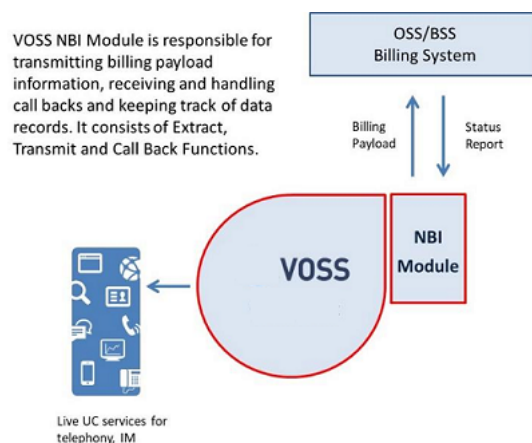 VOSS NBI Module is responsible for
transmitting billing payload
information, receiving and handling
call backs and keeping track of data
records. It consists of Extract,
Transmit and Call Back Functions.
OSS/BSS
Billing System
Billing
Payload
Status
Report
VOSS
NBI
Module
Live UC services for
telephony, IM